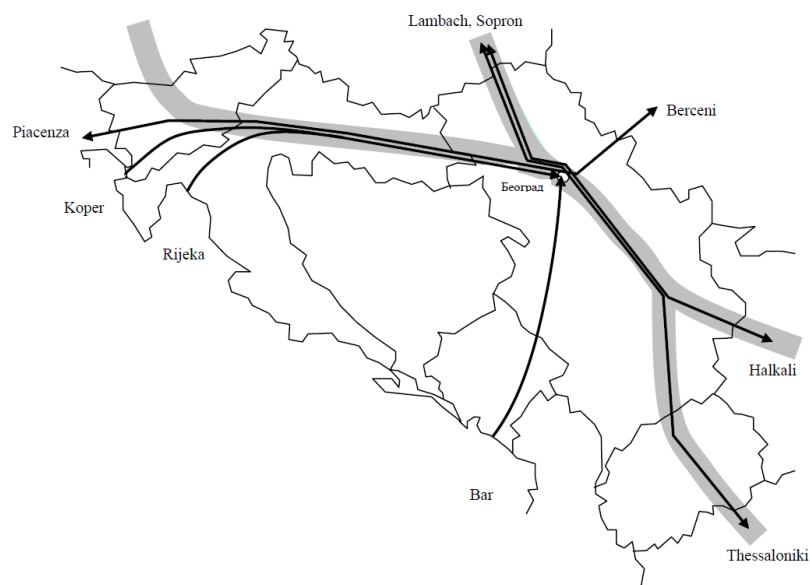 Lambach, Sopron
Berceni
Piacenza
Београд
Koper
Rijeka
Halkali
Bar
Thessaloniki